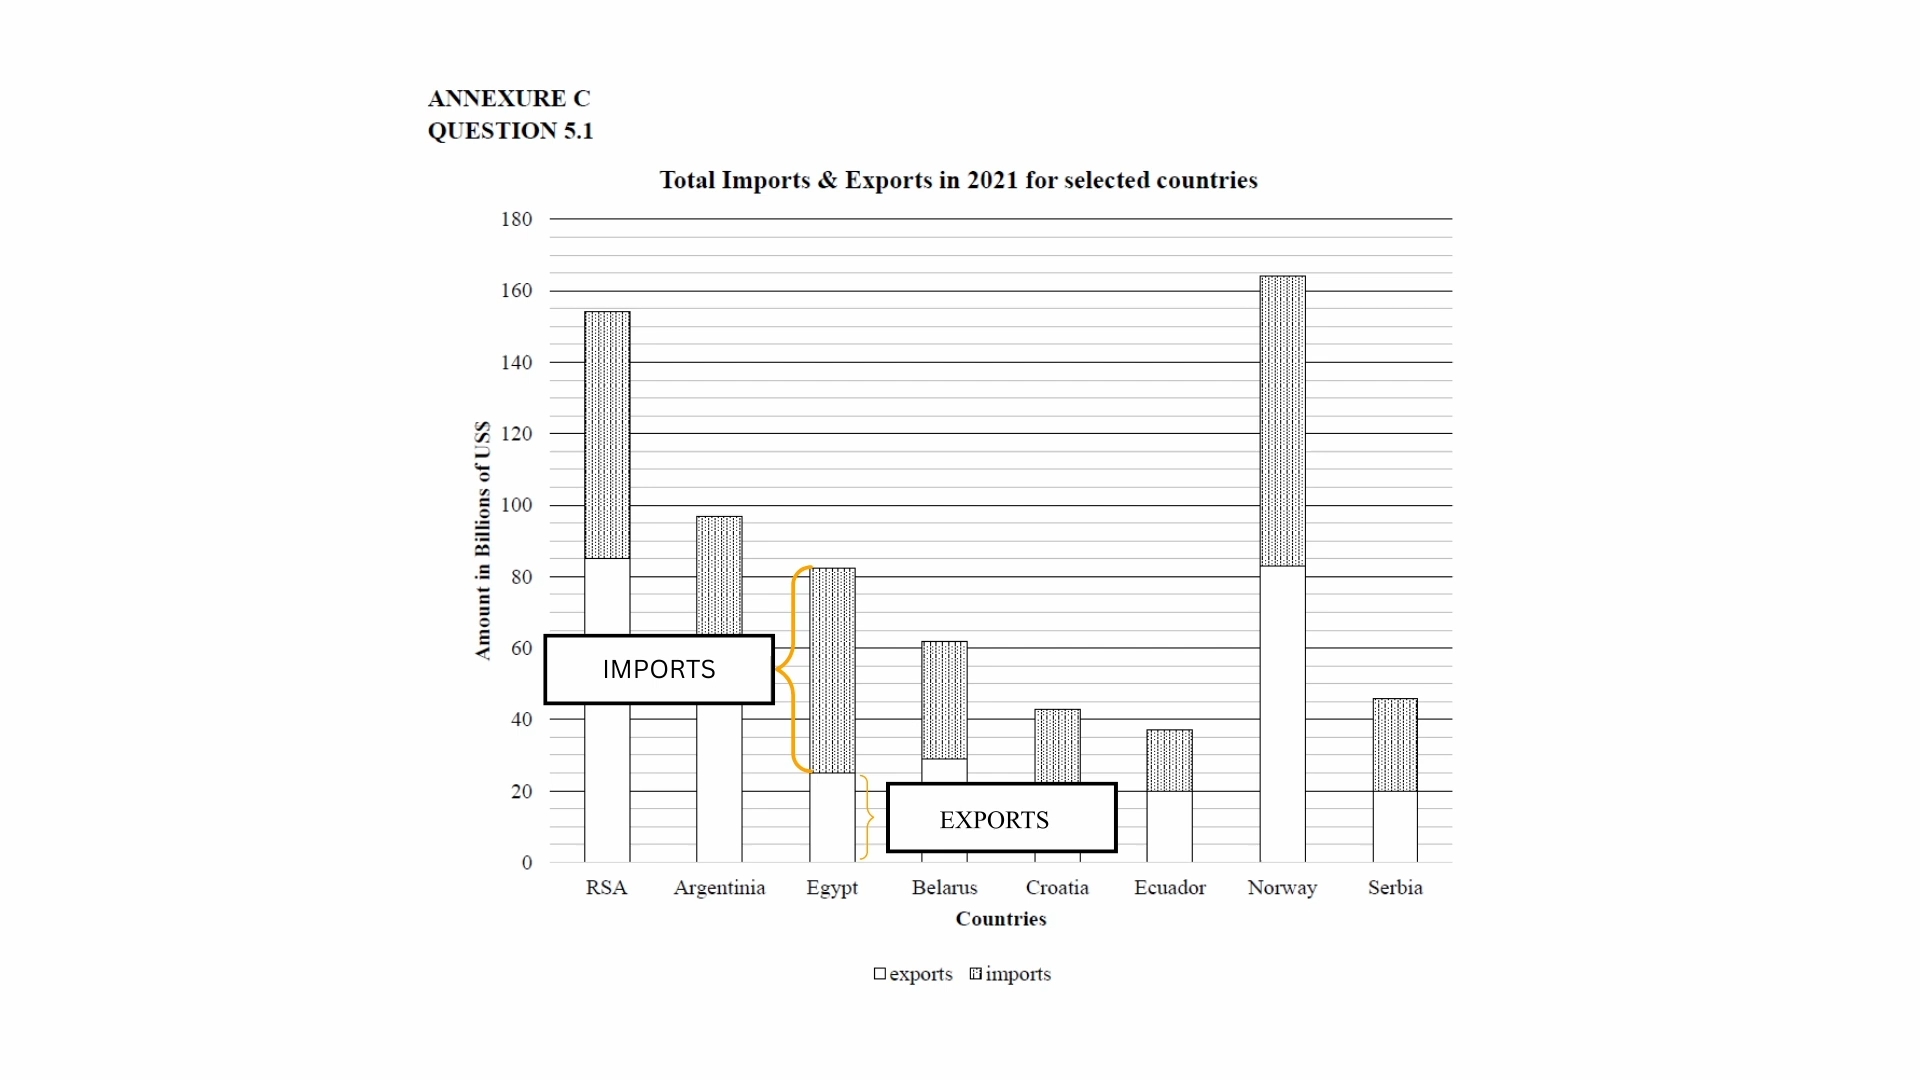 ANNEXURE C
QUESTION 5.1
Total Imports & Exports in 2021 for selected countries
Amount in Billions of US$
180
160
140
120
100
80
60
40
20
0
IMPORTS
EXPORTS
RSA Argentinia Egypt Belarus Croatia Ecuador Norway Serbia
Countries
exports imports